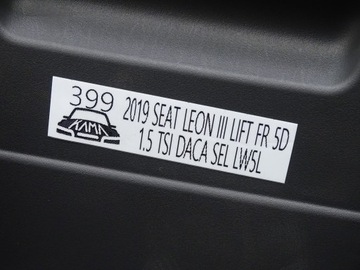 399
KAMA
2019 SEAT LEON III LIFT FR 5D
1.5 TSI DACA SEL LW5L